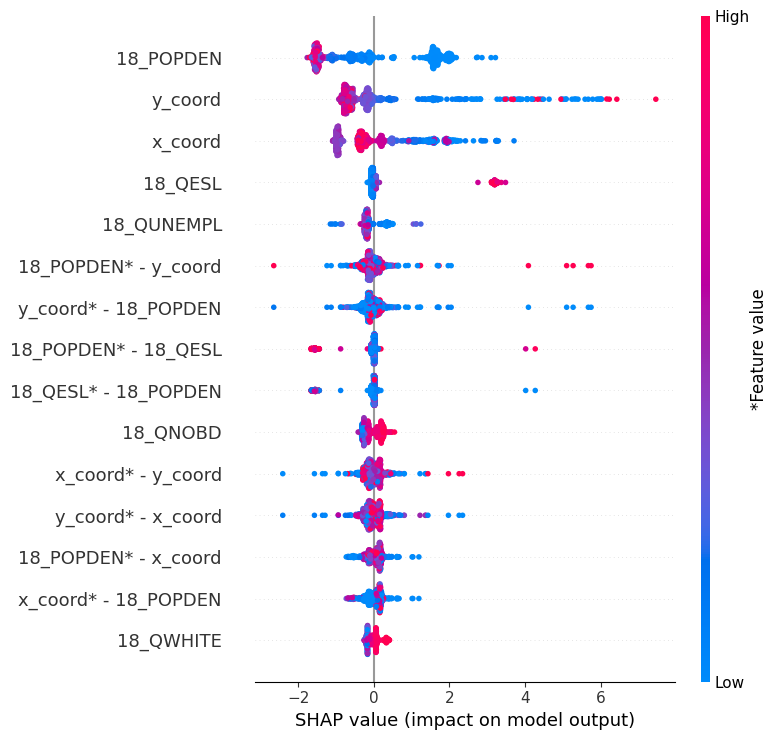 High
18_POPDEN
y_coord
x_coord
18_QESL
18_QUNEMPL
18_POPDEN* - y_coord
y_coord* - 18_POPDEN
18_POPDEN* - 18_QESL
18_QESL* - 18_POPDEN
18_QNOBD
x_coord* - y_coord
y_coord* - x_coord
18_POPDEN* - x_coord
x_coord* - 18_POPDEN
18_QWHITE
*Feature value
Low
−2 0 2 4 6
SHAP value (impact on model output)